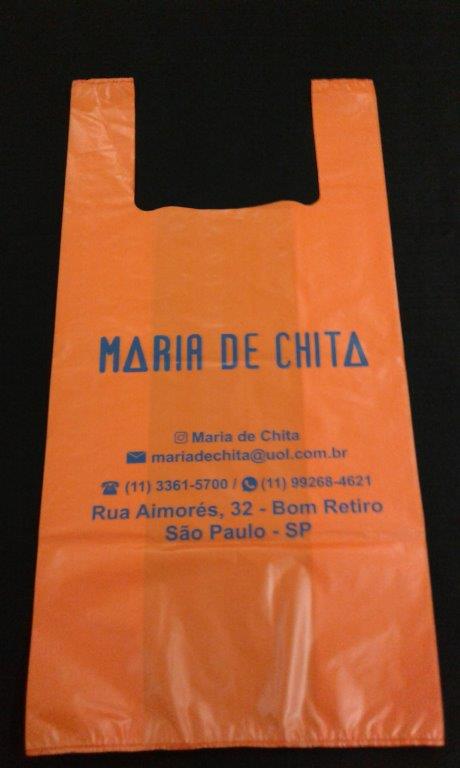 MARIA DE CHITA
Maria de Chita
mariadechita@uol.com.br
(11) 3361-5700 / (11) 99268-4621
Rua Aimorés, 32 - Bom Retiro
São Paulo - SP